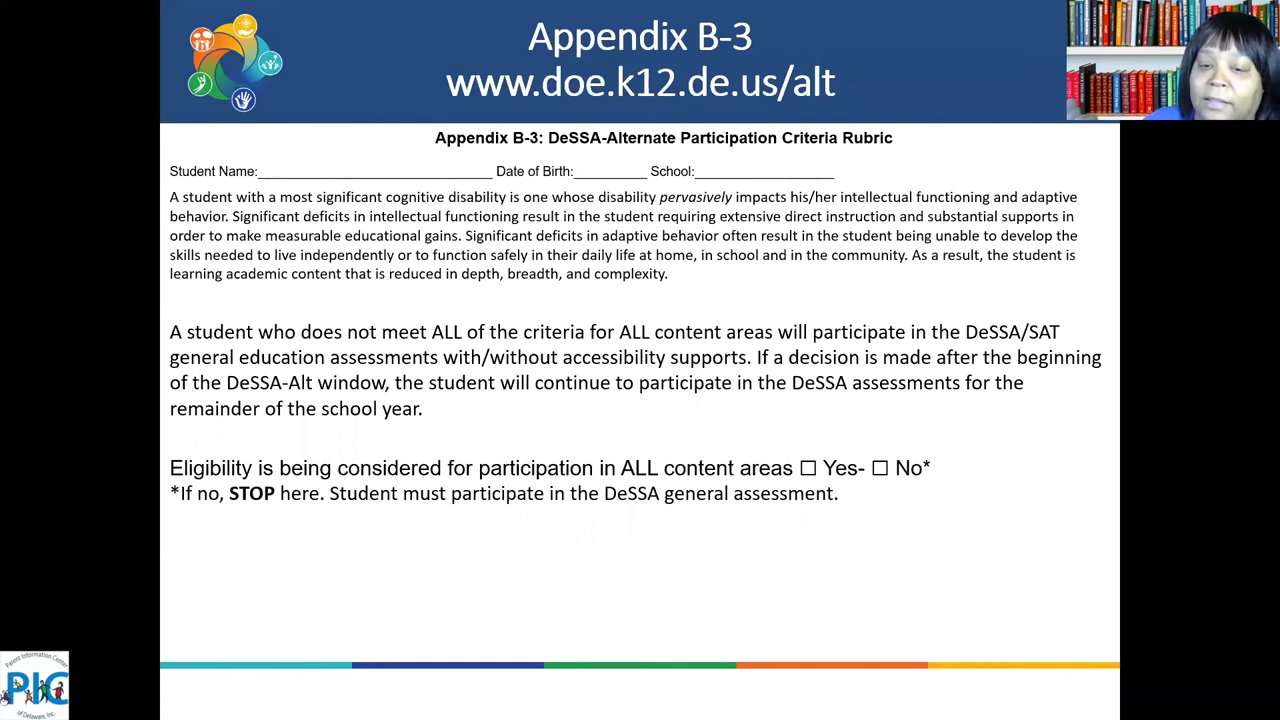 Appendix B-3
www.doe.k12.de.us/alt
Appendix B-3: DeSSA-Alternate Participation Criteria Rubric
Student Name:________________________________ Date of Birth:__________ School:___________________
A student with a most significant cognitive disability is one whose disability pervasively impacts his/her intellectual functioning and adaptive
behavior. Significant deficits in intellectual functioning result in the student requiring extensive direct instruction and substantial supports in
order to make measurable educational gains. Significant deficits in adaptive behavior often result in the student being unable to develop the
skills needed to live independently or to function safely in their daily life at home, in school and in the community. As a result, the student is
learning academic content that is reduced in depth, breadth, and complexity.
A student who does not meet ALL of the criteria for ALL content areas will participate in the DeSSA/SAT
general education assessments with/without accessibility supports. If a decision is made after the beginning
of the DeSSA-Alt window, the student will continue to participate in the DeSSA assessments for the
remainder of the school year.
Eligibility is being considered for participation in ALL content areas ☐ Yes- ☐ No*
*If no, STOP here. Student must participate in the DeSSA general assessment.
Parent Information Center
PIC
of Delaware, Inc.